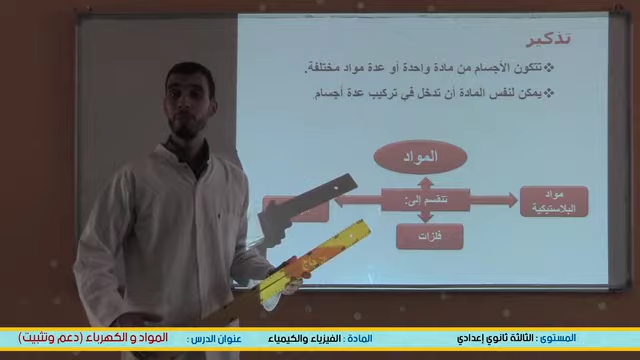 تذكير
❖ تتكون الأجسام من مادة واحدة أو عدة مواد مختلفة.
❖ يمكن لنفس المادة أن تدخل في تركيب عدة أجسام
المواد
تنقسم إلى:
مواد البلاستيكية
فلزات
زجاج
المستوى : الثالثة ثانوي إعدادي
المادة : الفيزياء والكيمياء
عنوان الدرس : المواد و الكهرباء (دعم وتثبيت)